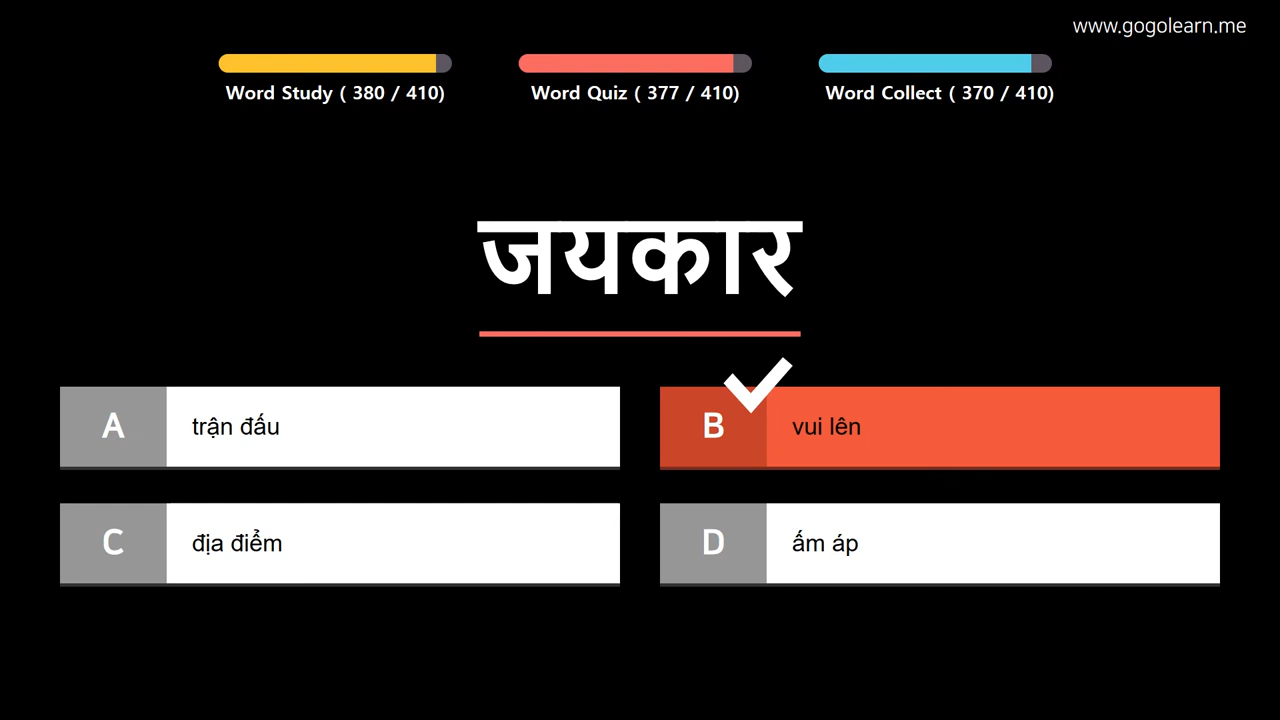 www.gogolearn.me
Word Study ( 380 / 410)
Word Quiz ( 377 / 410)
Word Collect ( 370 / 410)
जयकार
A trận đấu
B vui lên
C địa điểm
D ấm áp